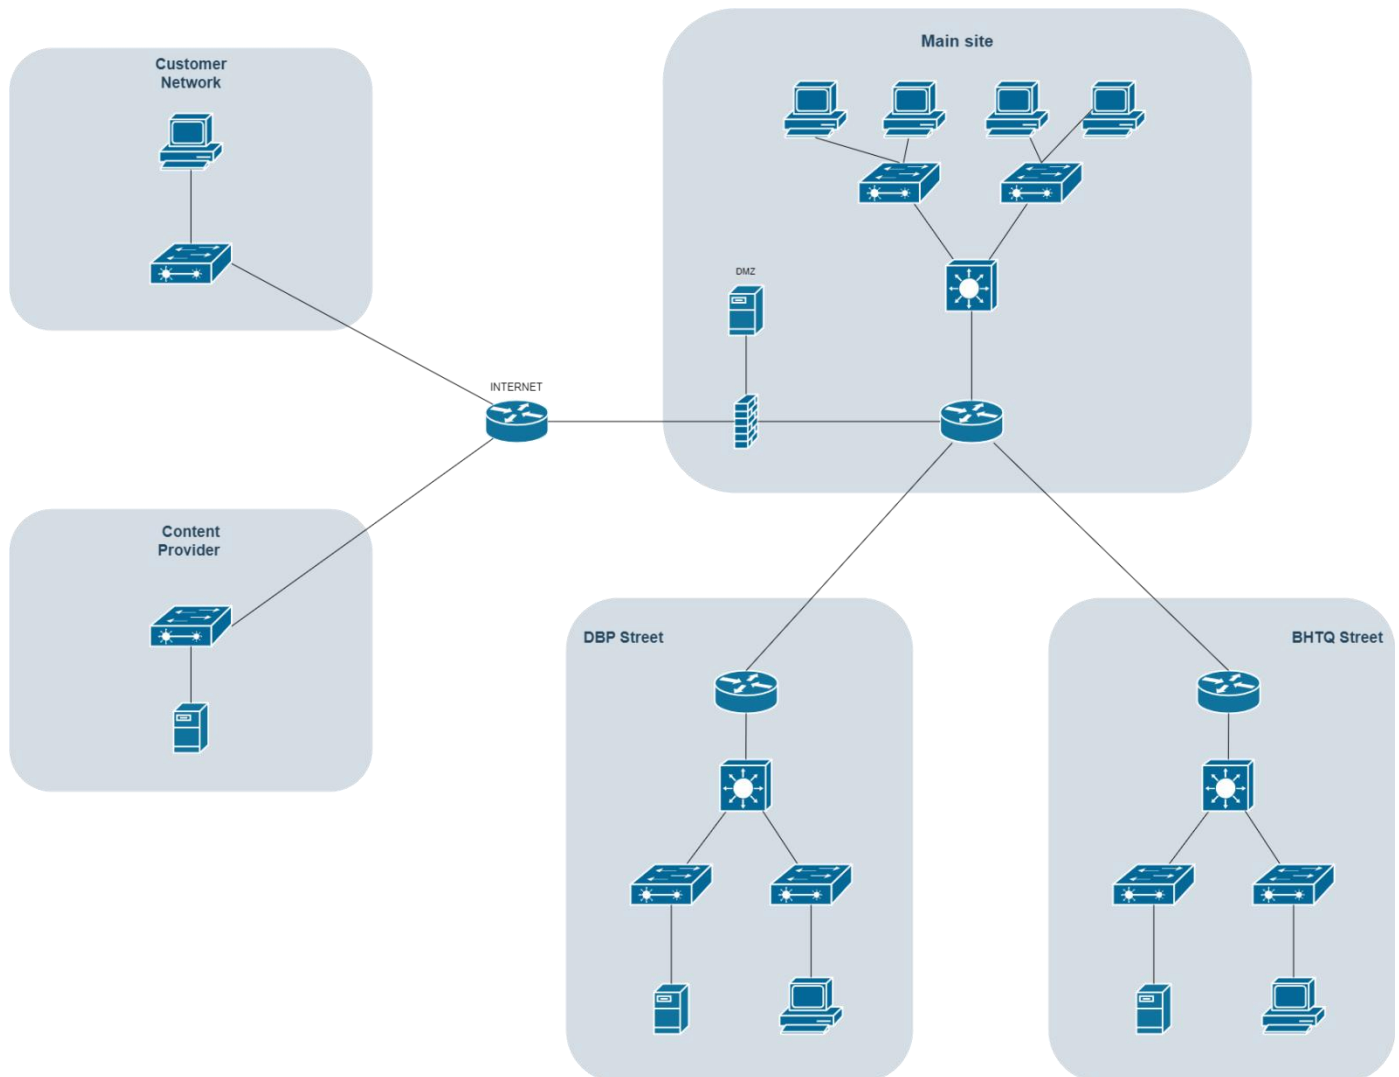 Main site
Customer
Network
DMZ
INTERNET
Content
Provider
DBP Street
BHTQ Street